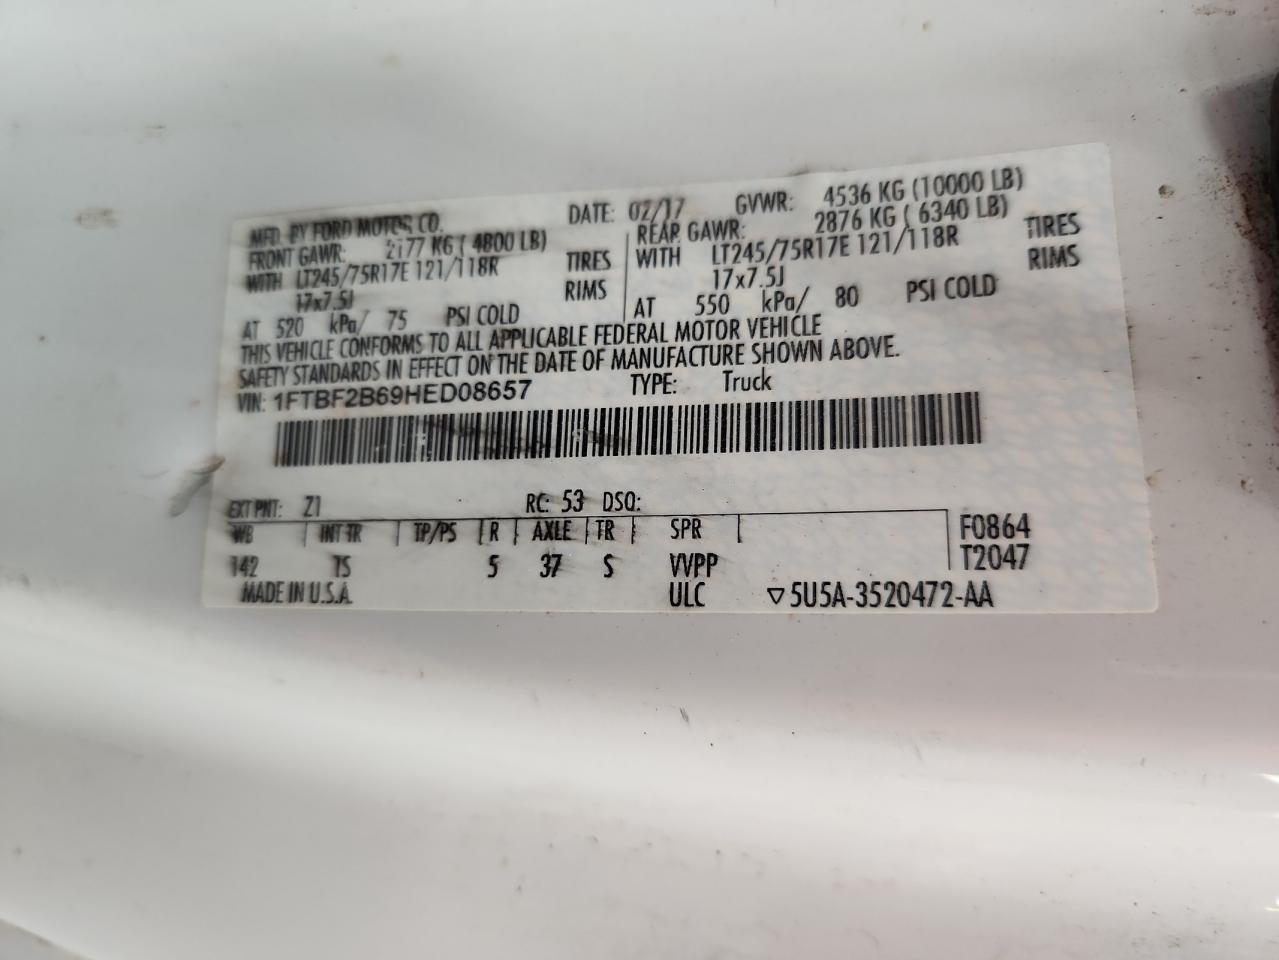 MFD. BY FORD MOTOR CO.
DATE: 02/17 GVWR: 4536 KG (10000 LB)
FRONT GAWR: 2177 KG ( 4800 LB)
REAR GAWR: 2876 KG ( 6340 LB)
WITH LT245/75R17E 121/118R TIRES
WITH LT245/75R17E 121/118R TIRES
17x7.5J RIMS
17x7.5J RIMS
AT 520 kPa/ 75 PSI COLD
AT 550 kPa/ 80 PSI COLD
THIS VEHICLE CONFORMS TO ALL APPLICABLE FEDERAL MOTOR VEHICLE
SAFETY STANDARDS IN EFFECT ON THE DATE OF MANUFACTURE SHOWN ABOVE.
VIN: 1FTBF2B69HED08657 TYPE: Truck
EXT PNT: Z1 RC: 53 DSO:
WB INT TR TP/PS R AXLE TR SPR F0864
142 TS 5 37 S VVPP T2047
MADE IN U.S.A. ULC ▽5U5A-3520472-AA